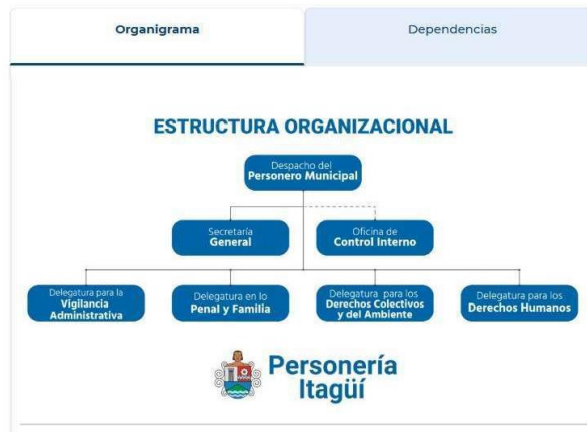 Organigrama
Dependencias
ESTRUCTURA ORGANIZACIONAL
Despacho del
Personero Municipal
Secretaría
General
Oficina de
Control Interno
Delegatura para la
Vigilancia
Administrativa
Delegatura en lo
Penal y Familia
Delegatura para los
Derechos Colectivos
y del Ambiente
Delegatura para los
Derechos Humanos
Personería
Itagüí